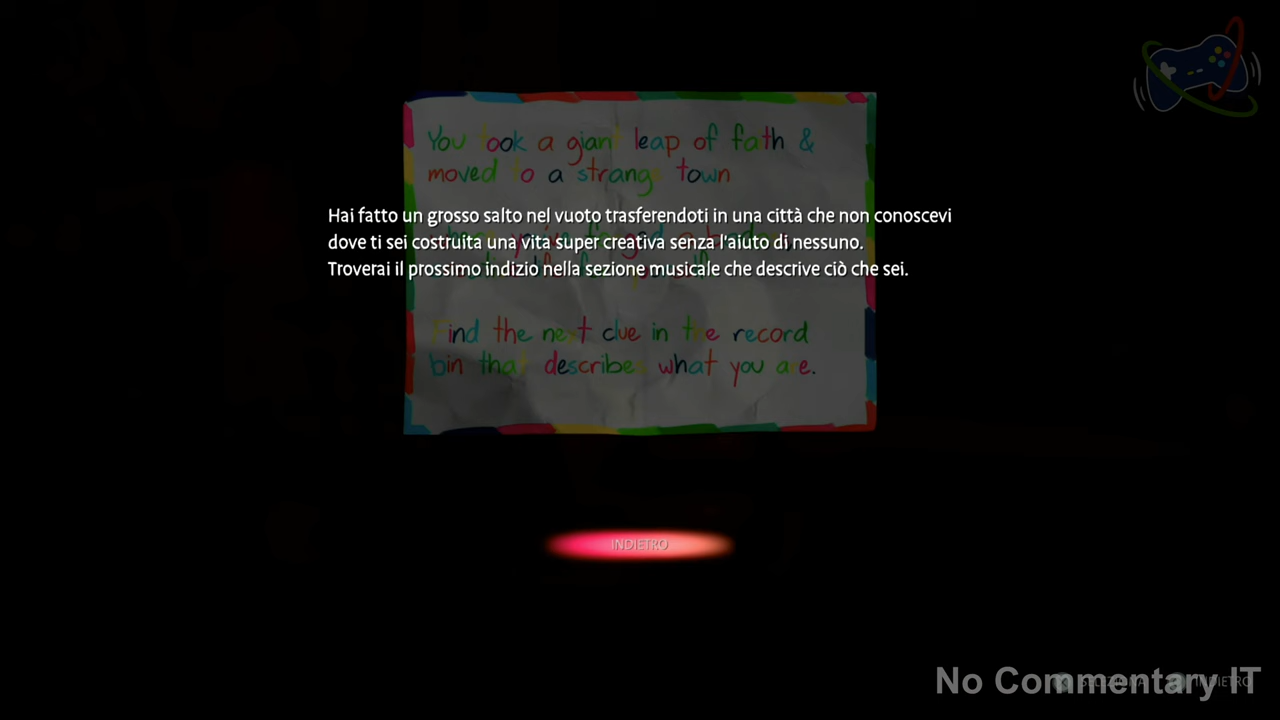 You took a giant leap of fath &
moved to a strange town
Hai fatto un grosso salto nel vuoto trasferendoti in una città che non conoscevi
dove ti sei costruita una vita super creativa senza l'aiuto di nessuno.
Troverai il prossimo indizio nella sezione musicale che descrive ciò che sei.
Find the next clue in the record
bin that describes what you are.
INDIETRO
No Commentary IT
INDIETRO